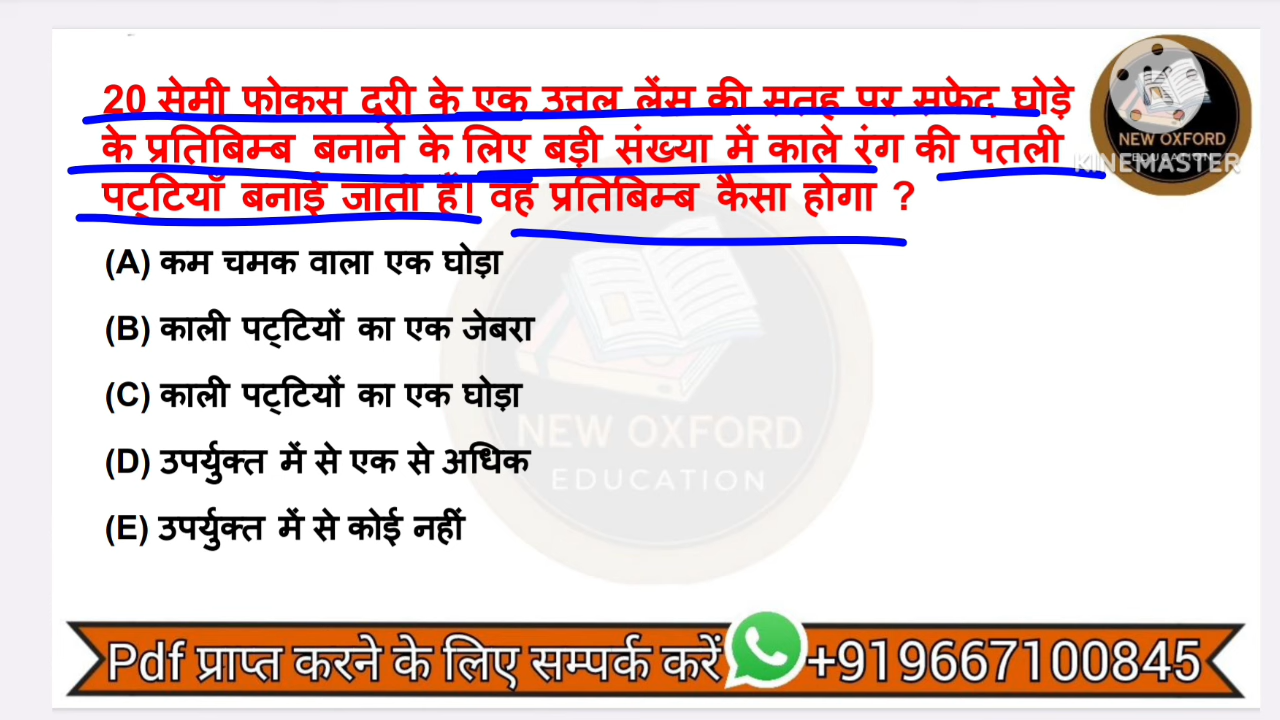 20 सेमी फोकस दूरी के एक उत्तल लेंस की सतह पर सफेद घोड़े
के प्रतिबिम्ब बनाने के लिए बड़ी संख्या में काले रंग की पतली
पट्टियाँ बनाई जाती हैं। वह प्रतिबिम्ब कैसा होगा ?
(A) कम चमक वाला एक घोड़ा
(B) काली पट्टियों का एक जेबरा
(C) काली पट्टियों का एक घोड़ा
(D) उपर्युक्त में से एक से अधिक
(E) उपर्युक्त में से कोई नहीं
NEW OXFORD
EDUCATION
KINEMASTER
NEW OXFORD
EDUCATION
Pdf प्राप्त करने के लिए सम्पर्क करें +919667100845